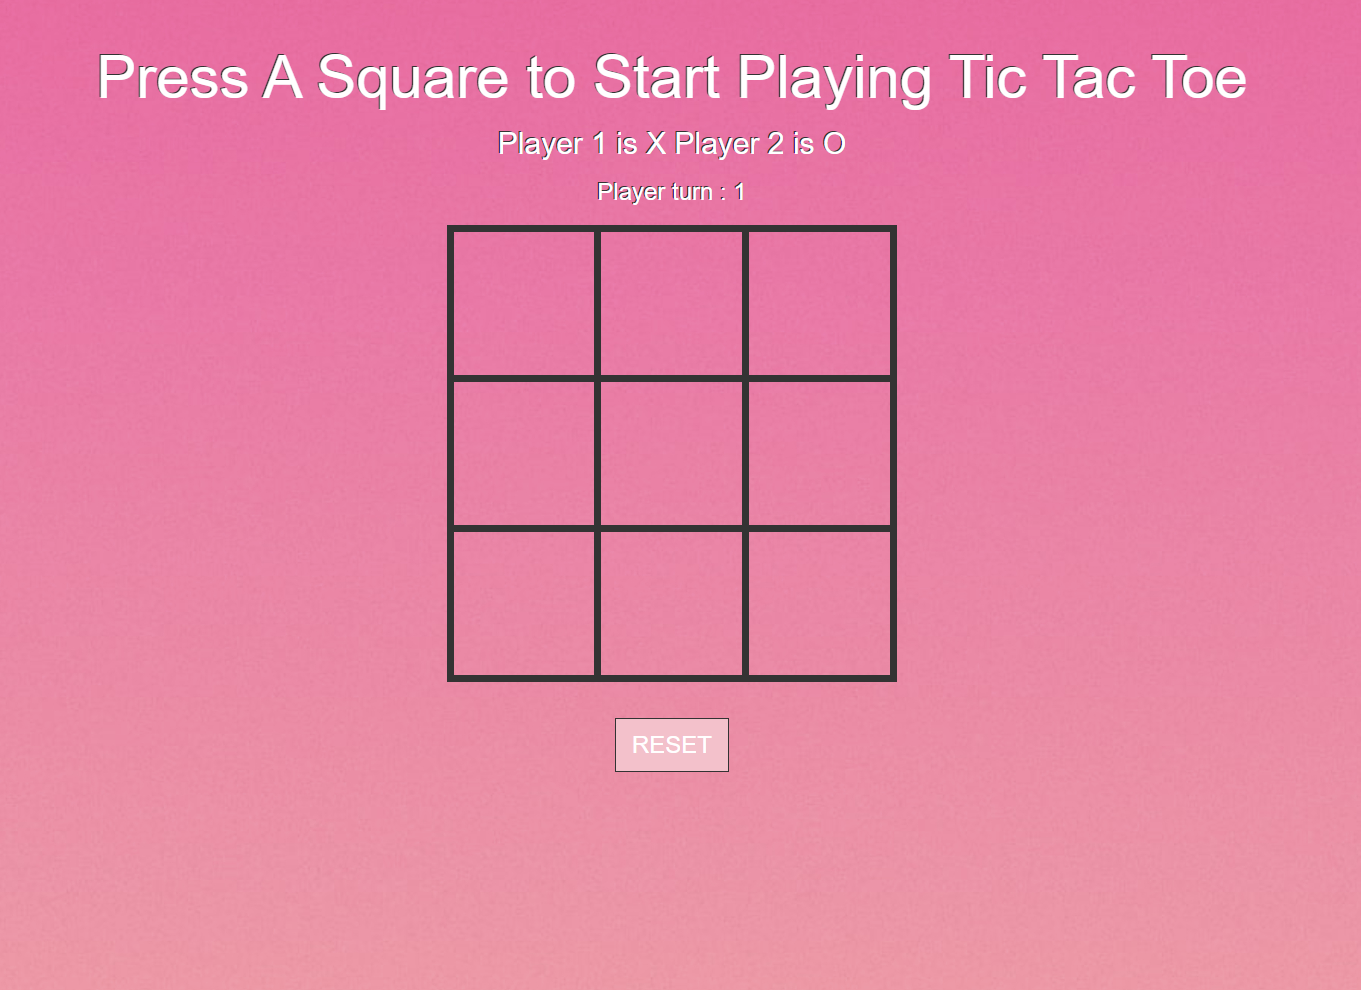 Press A Square to Start Playing Tic Tac Toe
Player 1 is X Player 2 is O
Player turn : 1
RESET